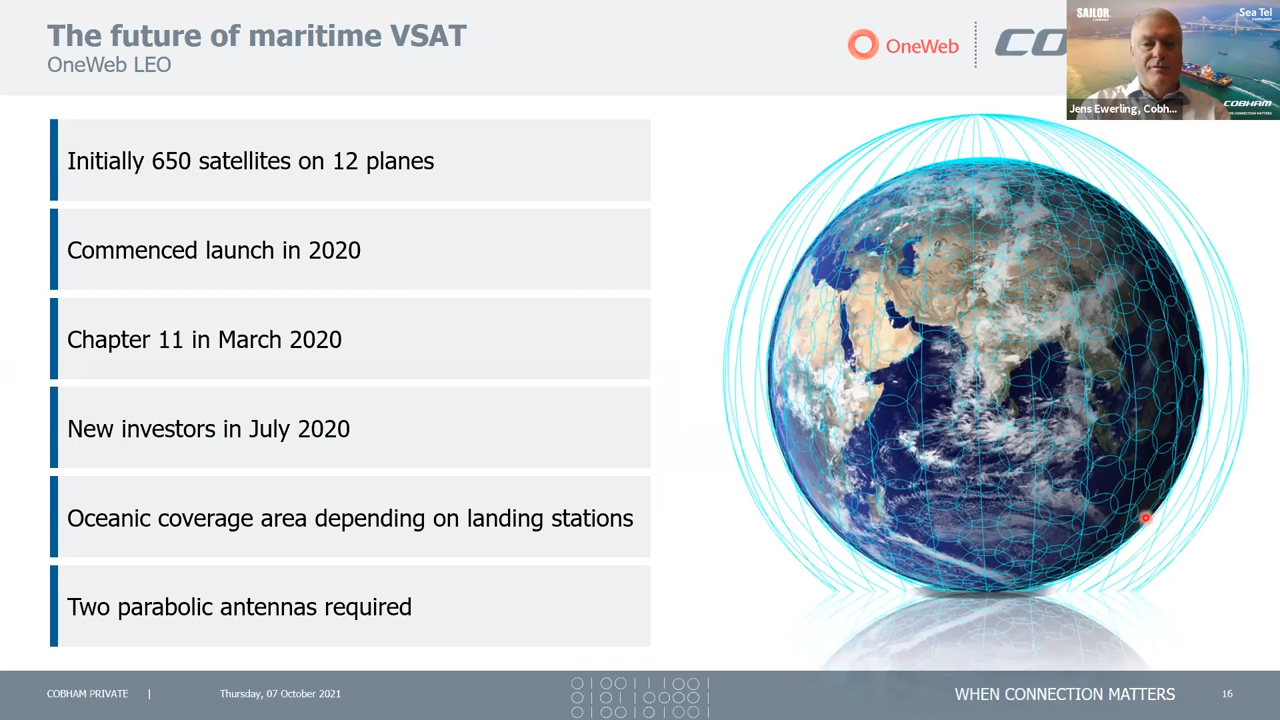 The future of maritime VSAT
OneWeb LEO
OneWeb
CO
SAILOR
Sea Tel
COBHAM
Jens Ewerling, Cobh...
Initially 650 satellites on 12 planes
Commenced launch in 2020
Chapter 11 in March 2020
New investors in July 2020
Oceanic coverage area depending on landing stations
Two parabolic antennas required
COBHAM PRIVATE |
Thursday, 07 October 2021
WHEN CONNECTION MATTERS
16